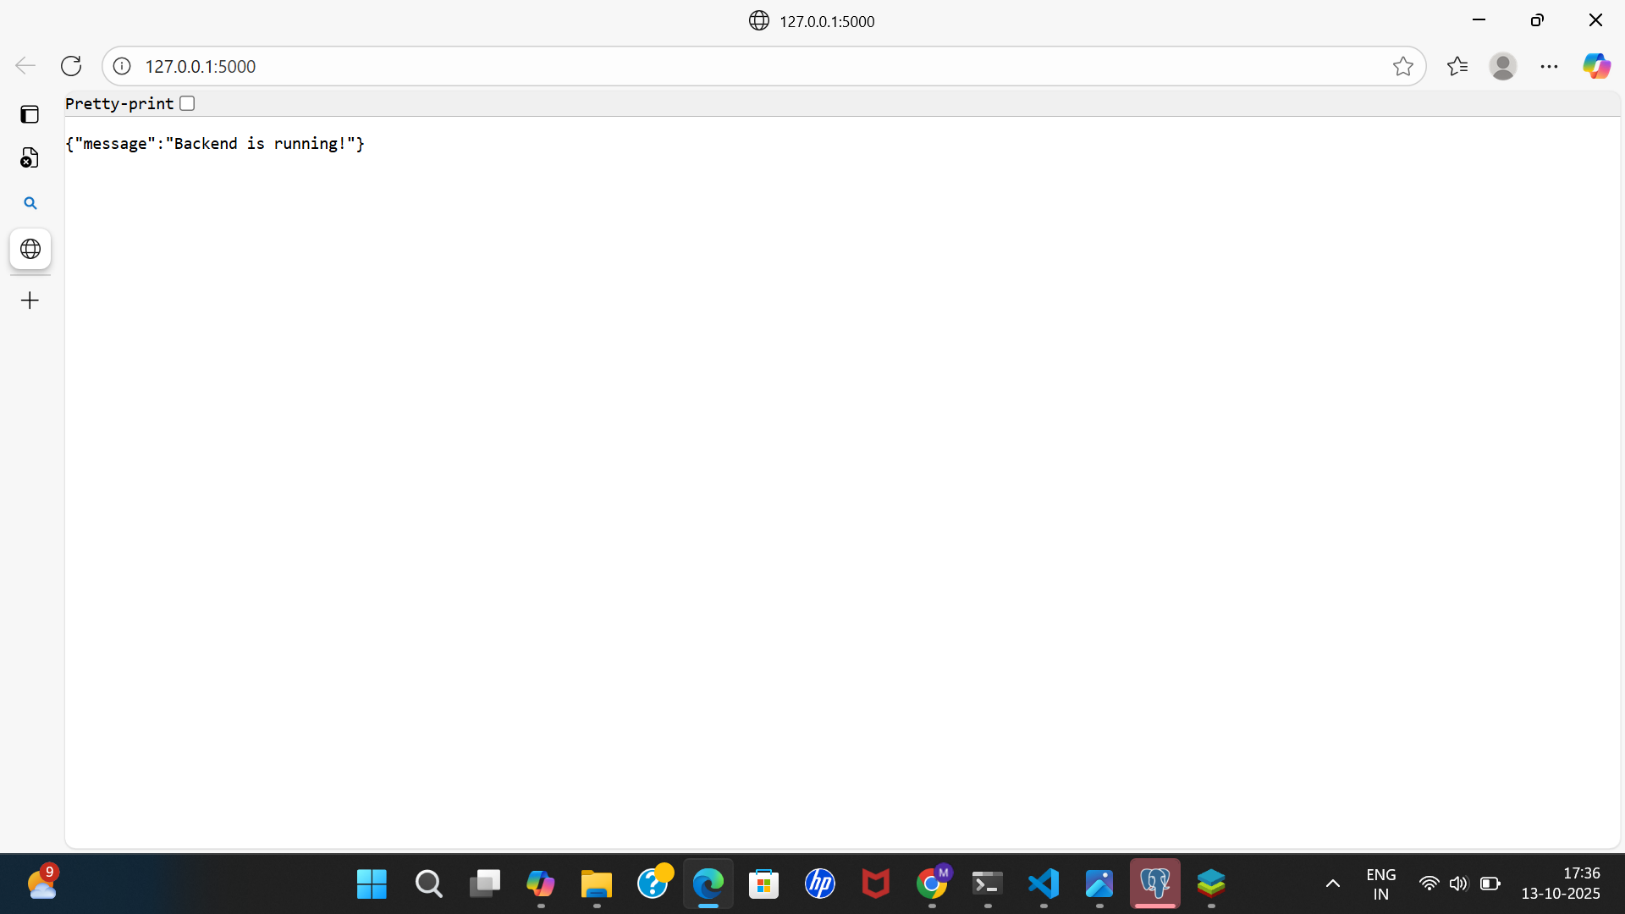 127.0.0.1:5000
127.0.0.1:5000
Pretty-print
{"message":"Backend is running!"}
9
hp
M
ENG
IN
17:36
13-10-2025